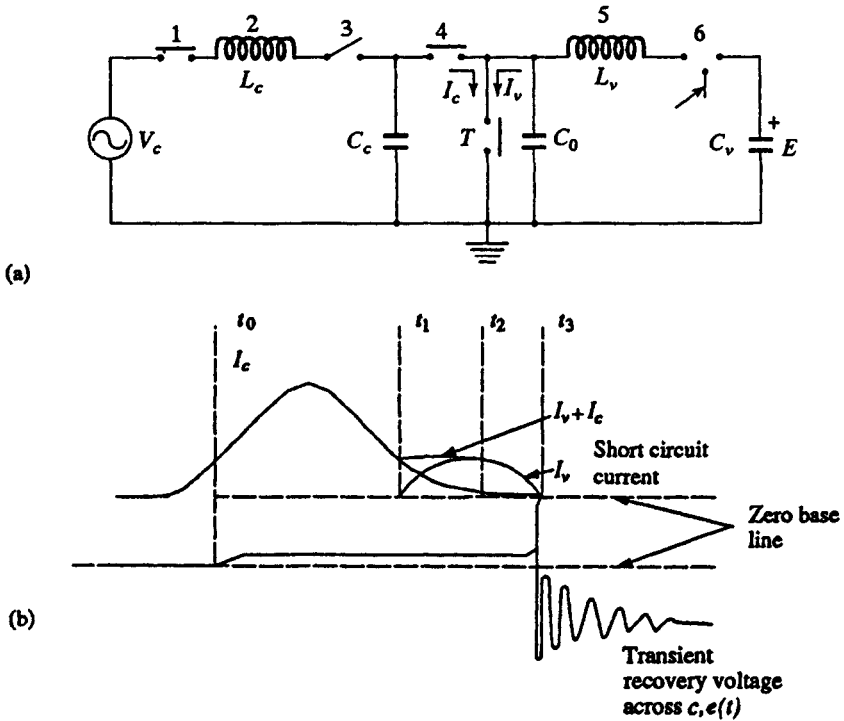 1
2
3
4
5
6
L_c
I_c
I_v
L_v
V_c
C_c
T
C_0
C_v
+
E
(a)
t_0
t_1
t_2
t_3
I_c
I_v + I_c
I_v
Short circuit
current
Zero base
line
(b)
Transient
recovery voltage
across c, e(t)